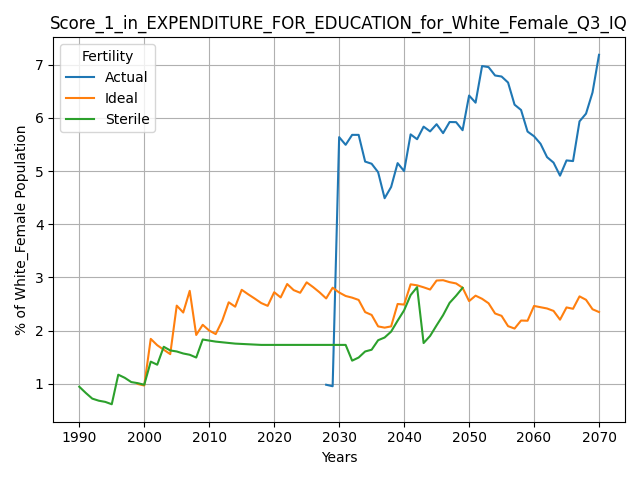 Score_1_in_EXPENDITURE_FOR_EDUCATION_for_White_Female_Q3_IQ
Fertility
Actual
Ideal
Sterile
% of White_Female Population
7
6
5
4
3
2
1
1990 2000 2010 2020 2030 2040 2050 2060 2070
Years